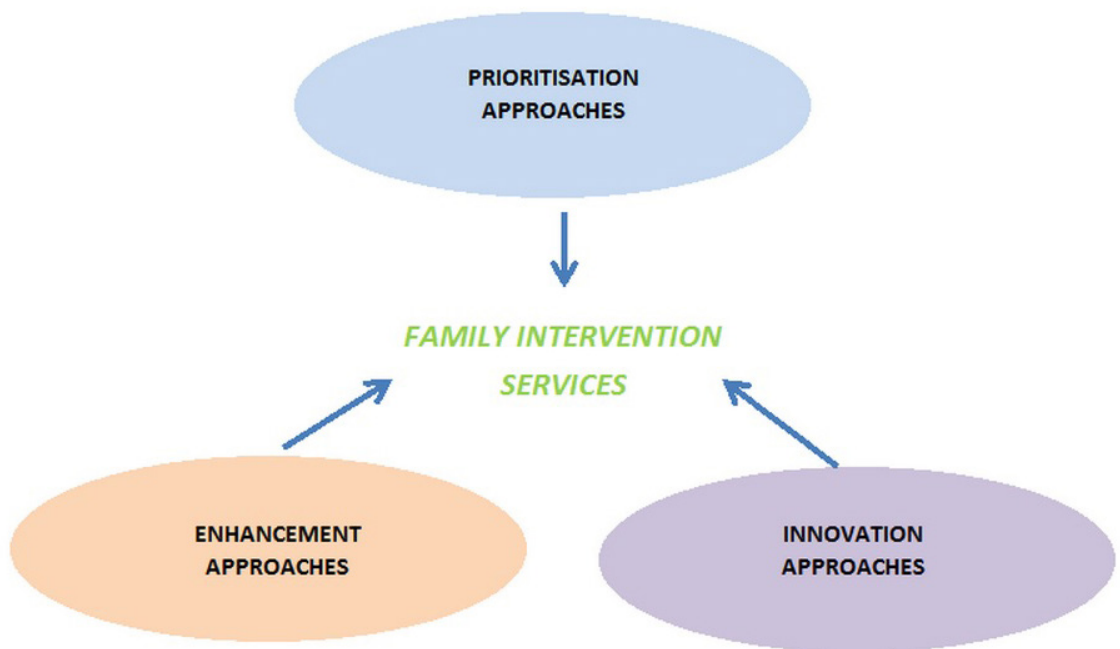 PRIORITISATION
APPROACHES
FAMILY INTERVENTION
SERVICES
ENHANCEMENT
APPROACHES
INNOVATION
APPROACHES